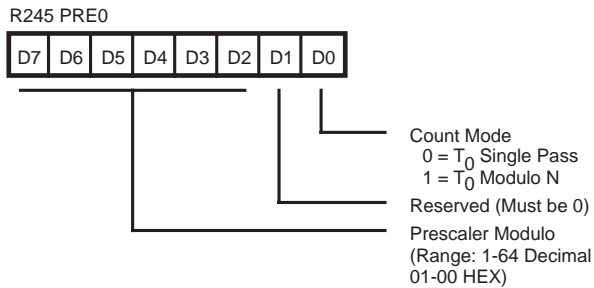 R245 PRE0
D7 D6 D5 D4 D3 D2 D1 D0
Count Mode
0 = T0 Single Pass
1 = T0 Modulo N
Reserved (Must be 0)
Prescaler Modulo
(Range: 1-64 Decimal
01-00 HEX)